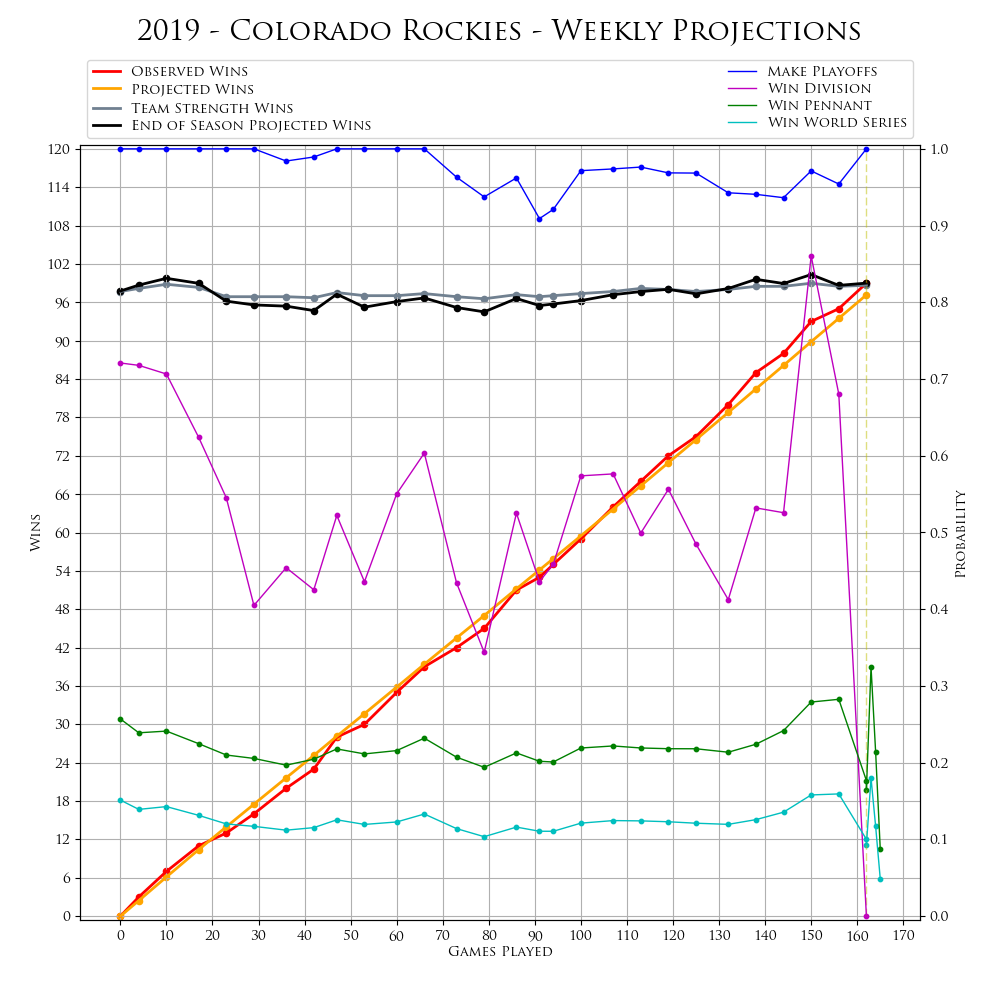 2019 - Colorado Rockies - Weekly Projections
Observed Wins
Projected Wins
Team Strength Wins
End of Season Projected Wins
Make Playoffs
Win Division
Win Pennant
Win World Series
120
114
108
102
96
90
84
78
72
66
60
54
48
42
36
30
24
18
12
6
0
Wins
1.0
0.9
0.8
0.7
0.6
0.5
0.4
0.3
0.2
0.1
0.0
Probability
0 10 20 30 40 50 60 70 80 90 100 110 120 130 140 150 160 170
Games Played